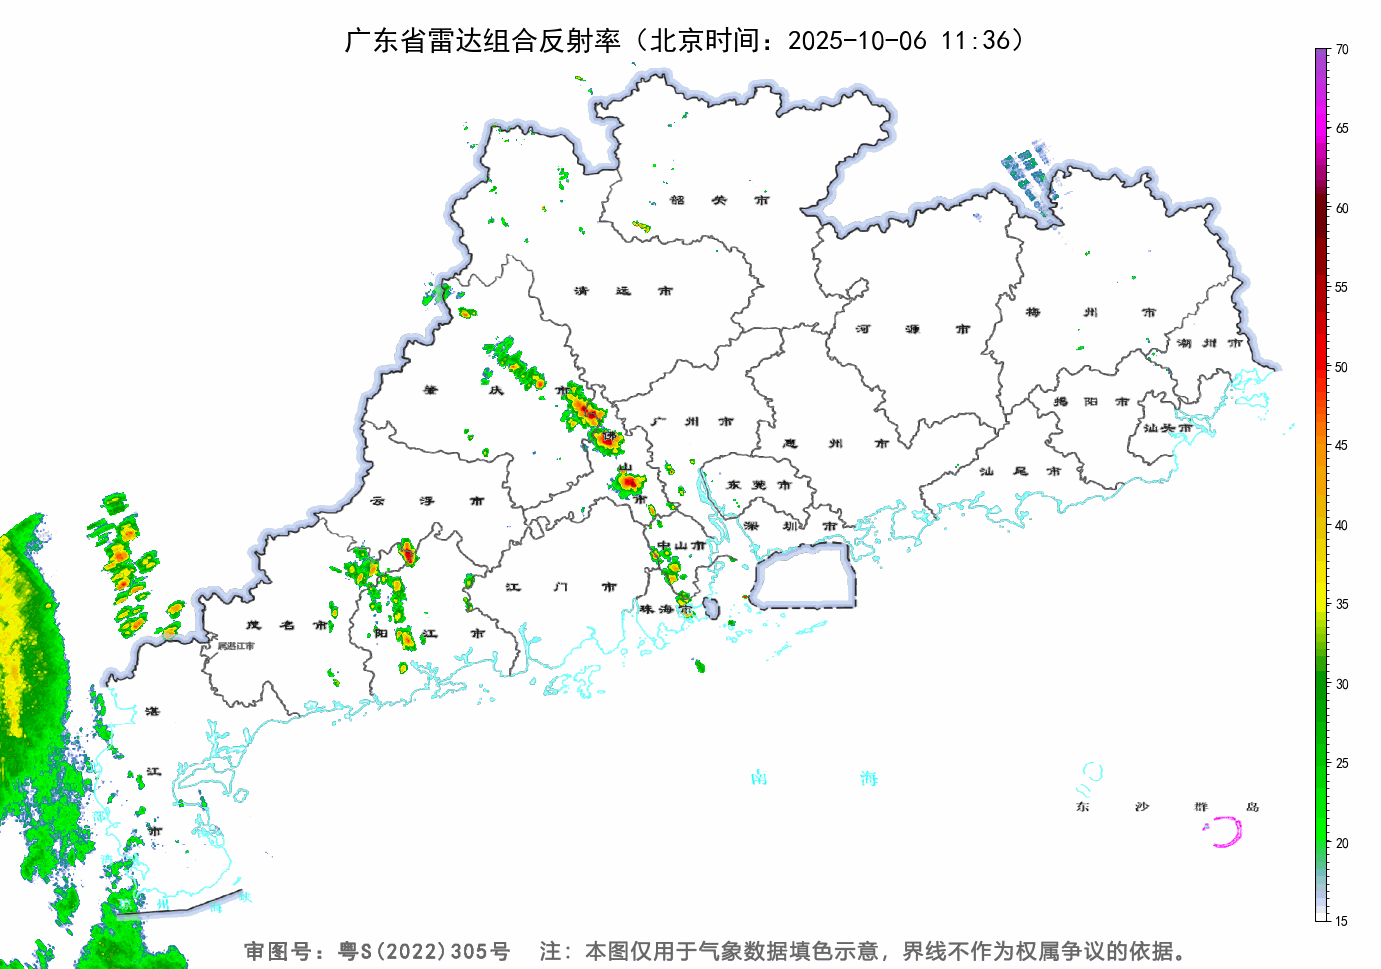 广东省雷达组合反射率（北京时间：2025-10-06 11:36）
70
65
60
55
50
45
40
35
30
25
20
15
韶关市
清远市
河源市
梅州市
潮州市
肇庆市
广州市
惠州市
揭阳市
汕头市
汕尾市
佛山市
东莞市
深圳市
云浮市
中山市
江门市
珠海市
茂名市
阳江市
属湛江市
湛江市
南海
东沙群岛
审图号：粤S(2022)305号 注：本图仅用于气象数据填色示意，界线不作为权属争议的依据。